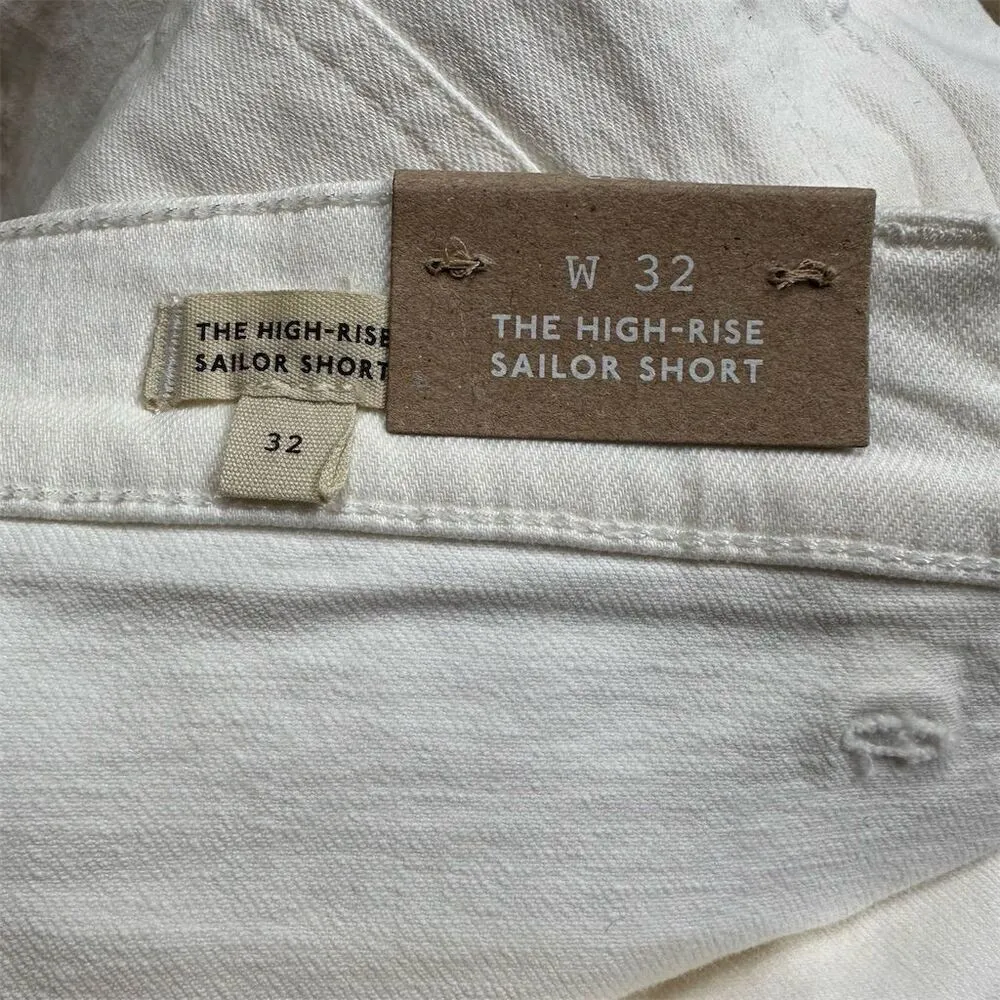 THE HIGH-RISE
SAILOR SHORT
32
W 32
THE HIGH-RISE
SAILOR SHORT